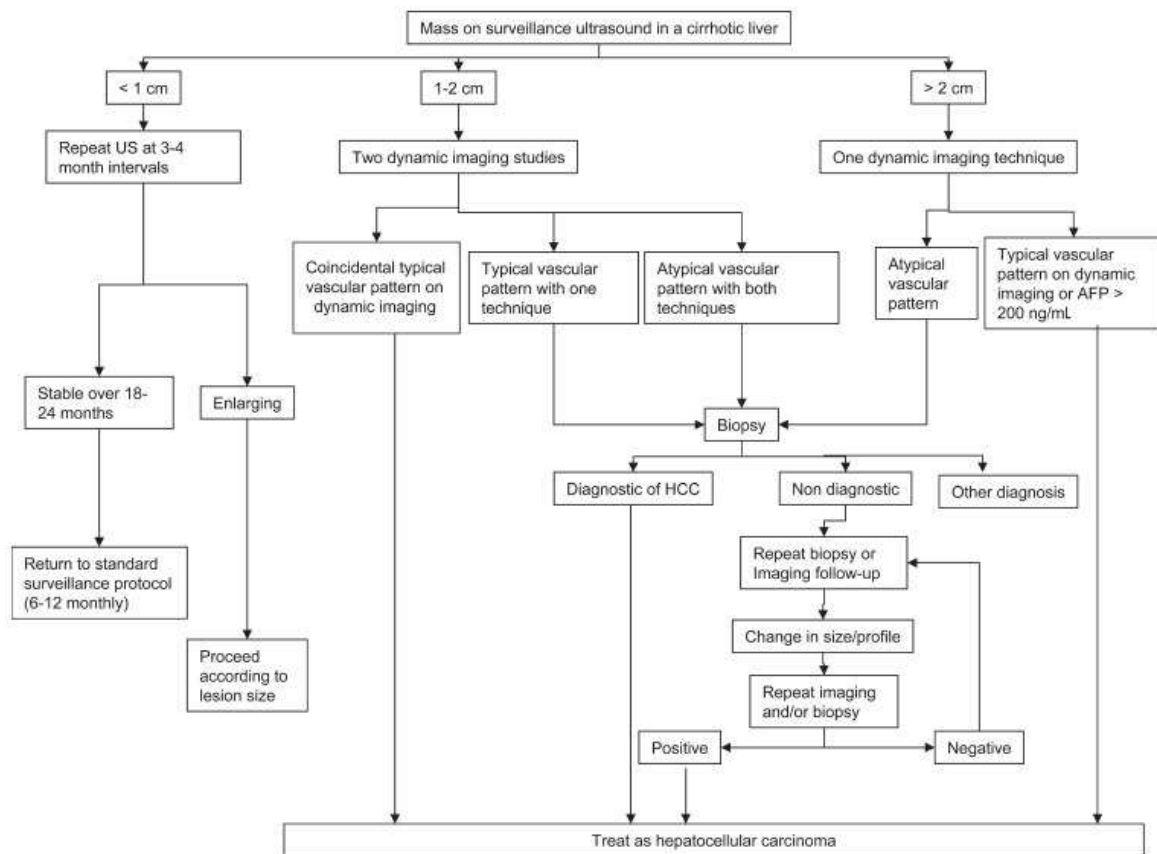 Mass on surveillance ultrasound in a cirrhotic liver
< 1 cm
1-2 cm
> 2 cm
Repeat US at 3-4
month intervals
Two dynamic imaging studies
One dynamic imaging technique
Coincidental typical
vascular pattern on
dynamic imaging
Typical vascular
pattern with one
technique
Atypical vascular
pattern with both
techniques
Atypical
vascular
pattern
Typical vascular
pattern on dynamic
imaging or AFP >
200 ng/mL
Stable over 18-
24 months
Enlarging
Biopsy
Diagnostic of HCC
Non diagnostic
Other diagnosis
Return to standard
surveillance protocol
(6-12 monthly)
Repeat biopsy or
Imaging follow-up
Change in size/profile
Proceed
according to
lesion size
Repeat imaging
and/or biopsy
Positive
Negative
Treat as hepatocellular carcinoma